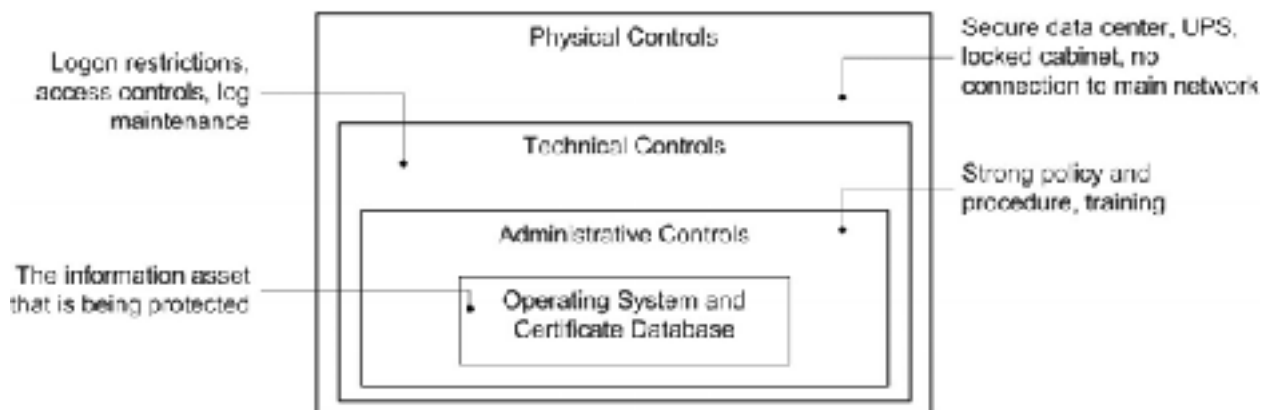 Physical Controls
Secure data center, UPS,
locked cabinet, no
connection to main network
Logon restrictions,
access controls, log
maintenance
Technical Controls
Strong policy and
procedure, training
Administrative Controls
The information asset
that is being protected
Operating System and
Certificate Database